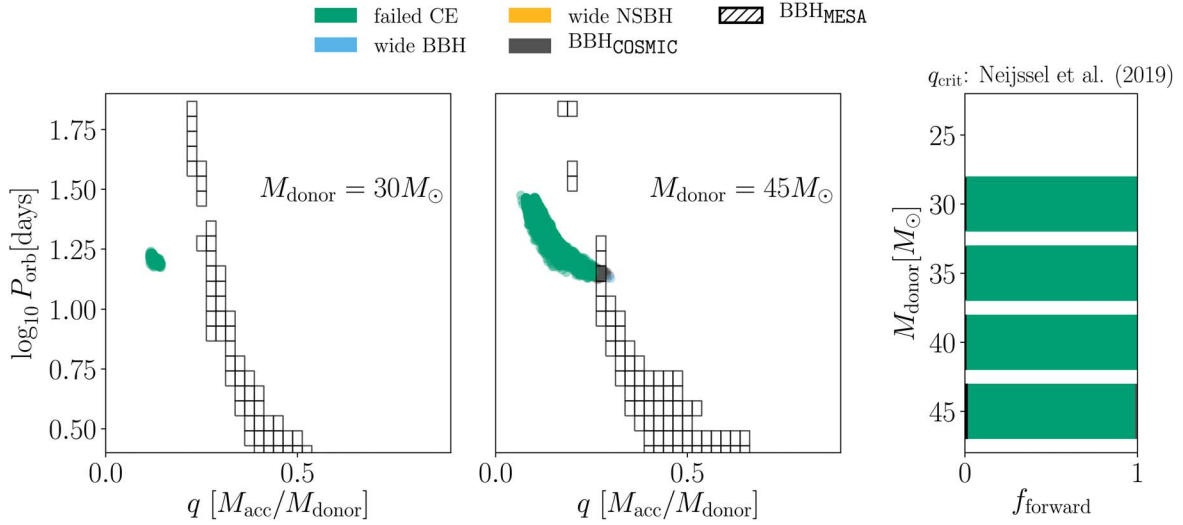 failed CE
wide NSBH
BBH_MESA
wide BBH
BBH_COSMIC
q_crit: Neijssel et al. (2019)
log_10 P_orb[days]
1.75
1.50
1.25
1.00
0.75
0.50
M_donor = 30M_⊙
0.0
0.5
q [M_acc/M_donor]
M_donor = 45M_⊙
0.0
0.5
q [M_acc/M_donor]
M_donor[M_⊙]
25
30
35
40
45
0
1
f_forward